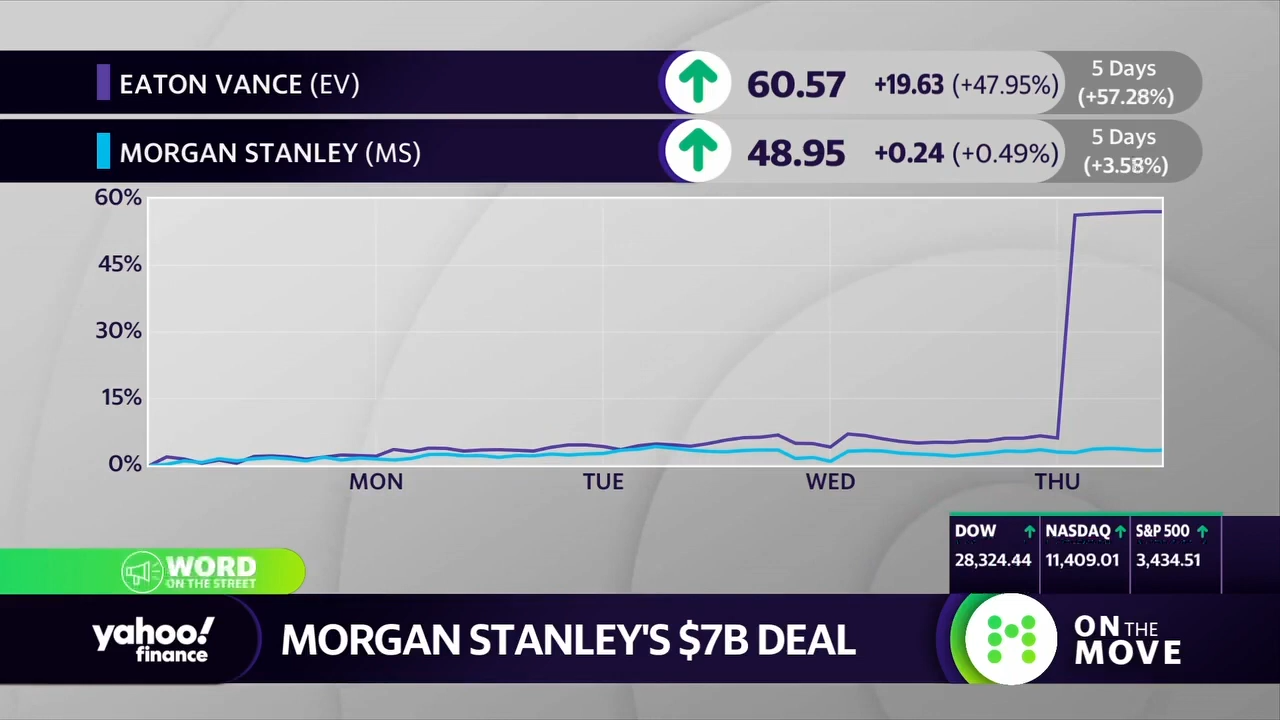 EATON VANCE (EV) 60.57 +19.63 (+47.95%) 5 Days (+57.28%)
MORGAN STANLEY (MS) 48.95 +0.24 (+0.49%) 5 Days (+3.58%)
60%
45%
30%
15%
0%
MON TUE WED THU
DOW NASDAQ S&P 500
28,324.44 11,409.01 3,434.51
WORD
ON THE STREET
yahoo!
finance
MORGAN STANLEY'S $7B DEAL
ON THE
MOVE